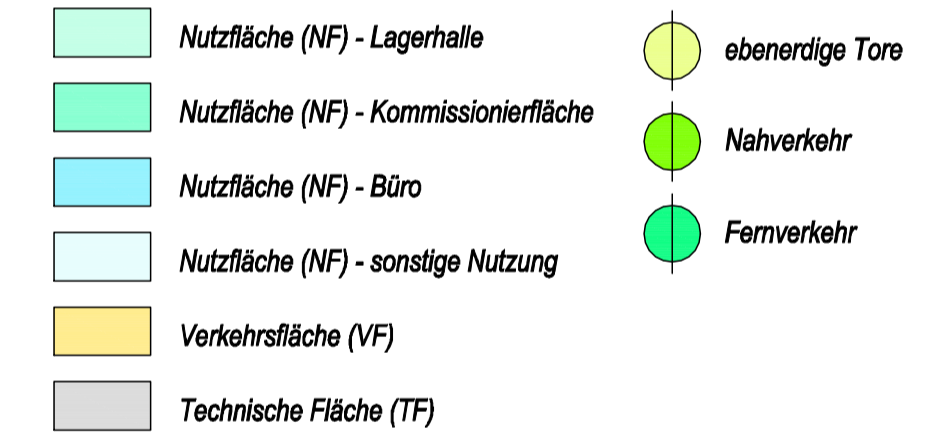 Nutzfläche (NF) - Lagerhalle
Nutzfläche (NF) - Kommissionierfläche
Nutzfläche (NF) - Büro
Nutzfläche (NF) - sonstige Nutzung
Verkehrsfläche (VF)
Technische Fläche (TF)
ebenerdige Tore
Nahverkehr
Fernverkehr